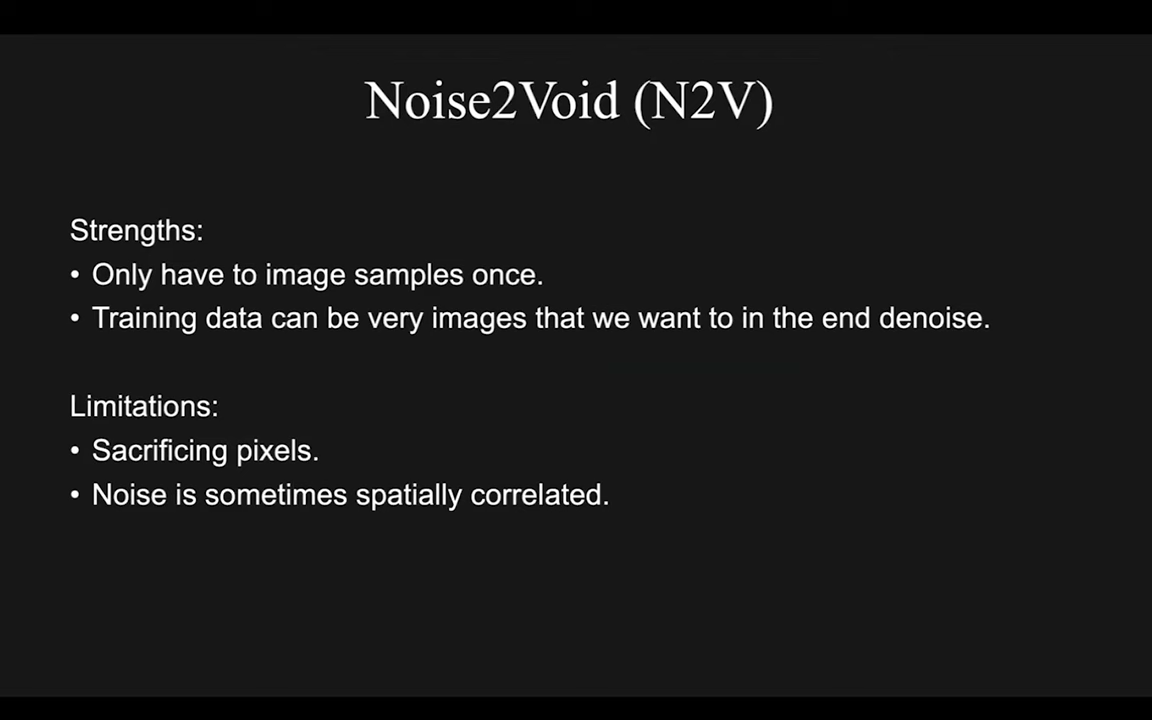 Noise2Void (N2V)
Strengths:
• Only have to image samples once.
• Training data can be very images that we want to in the end denoise.
Limitations:
• Sacrificing pixels.
• Noise is sometimes spatially correlated.